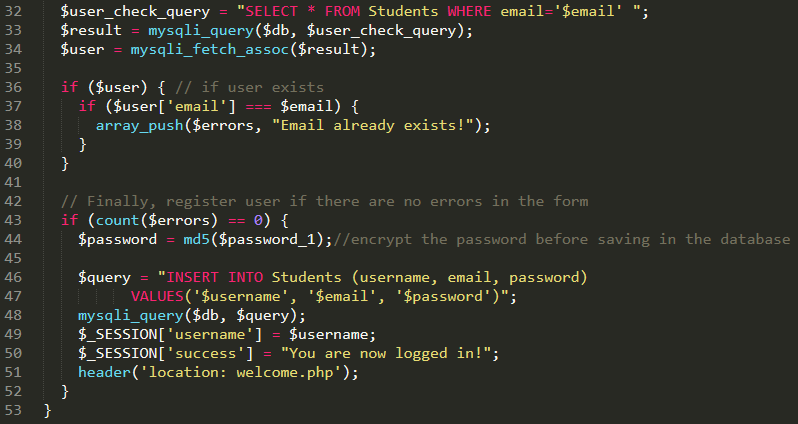 32 $user_check_query = "SELECT * FROM Students WHERE email='$email' ";
33 $result = mysqli_query($db, $user_check_query);
34 $user = mysqli_fetch_assoc($result);
35
36 if ($user) { // if user exists
37 if ($user['email'] === $email) {
38 array_push($errors, "Email already exists!");
39 }
40 }
41
42 // Finally, register user if there are no errors in the form
43 if (count($errors) == 0) {
44 $password = md5($password_1);//encrypt the password before saving in the database
45
46 $query = "INSERT INTO Students (username, email, password)
47 VALUES('$username', '$email', '$password')";
48 mysqli_query($db, $query);
49 $_SESSION['username'] = $username;
50 $_SESSION['success'] = "You are now logged in!";
51 header('location: welcome.php');
52 }
53 }